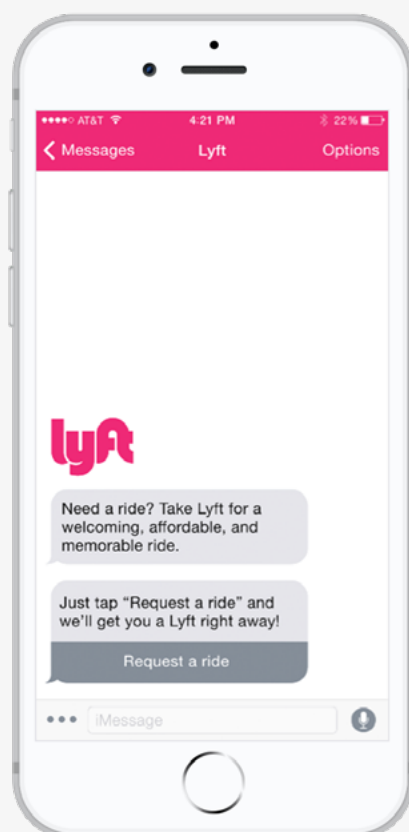 AT&T 4:21 PM 22%
Messages Lyft Options
lyft
Need a ride? Take Lyft for a
welcoming, affordable, and
memorable ride.
Just tap “Request a ride” and
we’ll get you a Lyft right away!
Request a ride
iMessage